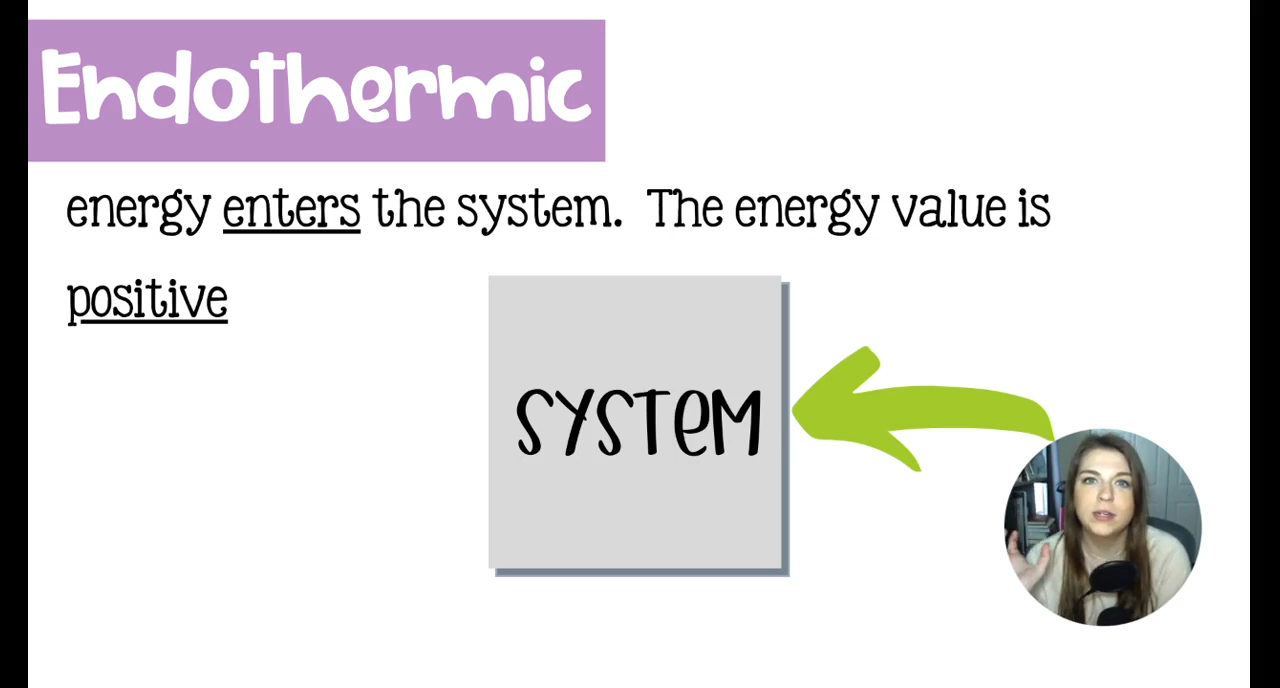 Endothermic
energy enters the system. The energy value is
positive
system